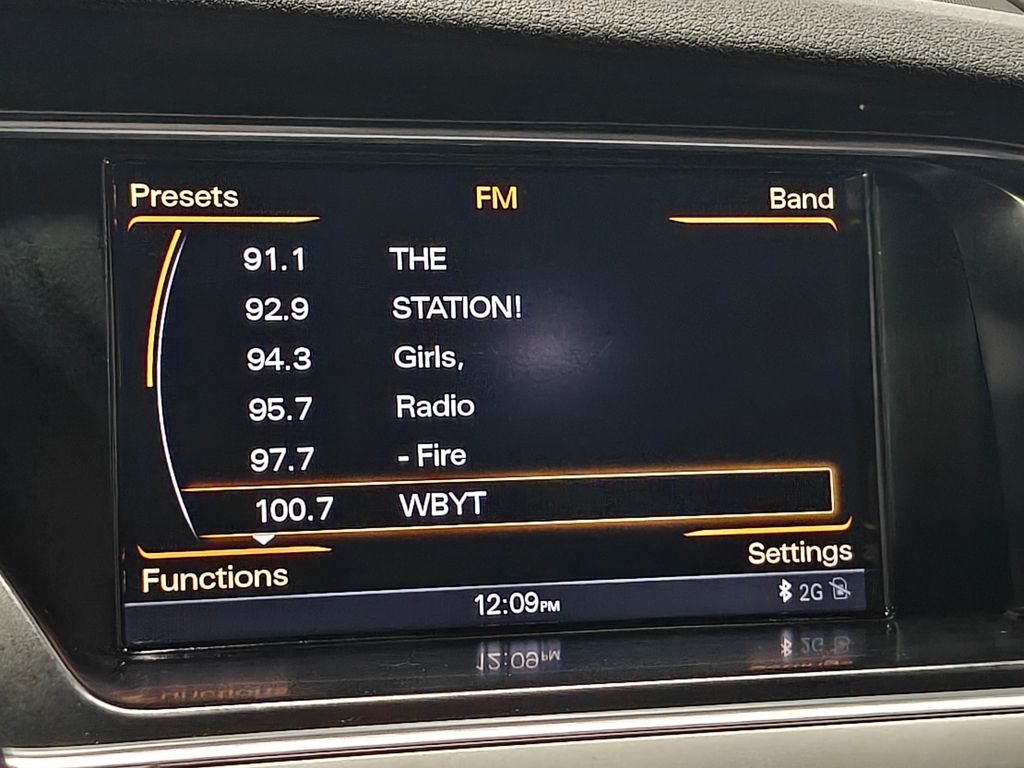 Presets FM Band
91.1 THE
92.9 STATION!
94.3 Girls,
95.7 Radio
97.7 - Fire
100.7 WBYT
Functions Settings
12:09PM 2G